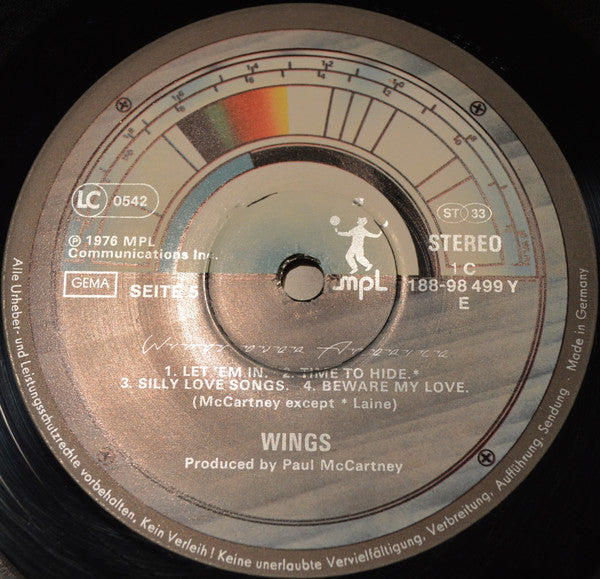 LC 0542
ST 33
℗ 1976 MPL
Communications Inc.
STEREO
GEMA
SEITE 5
mpL
1 C
188-98 499 Y
E
Wings over America
1. LET 'EM IN. 2. TIME TO HIDE.*
3. SILLY LOVE SONGS. 4. BEWARE MY LOVE.
(McCartney except * Laine)
WINGS
Produced by Paul McCartney
Alle Urheber- und Leistungsschutzrechte vorbehalten. Kein Verleih! Keine unerlaubte Vervielfältigung, Verbreitung, Aufführung, Sendung · Made in Germany